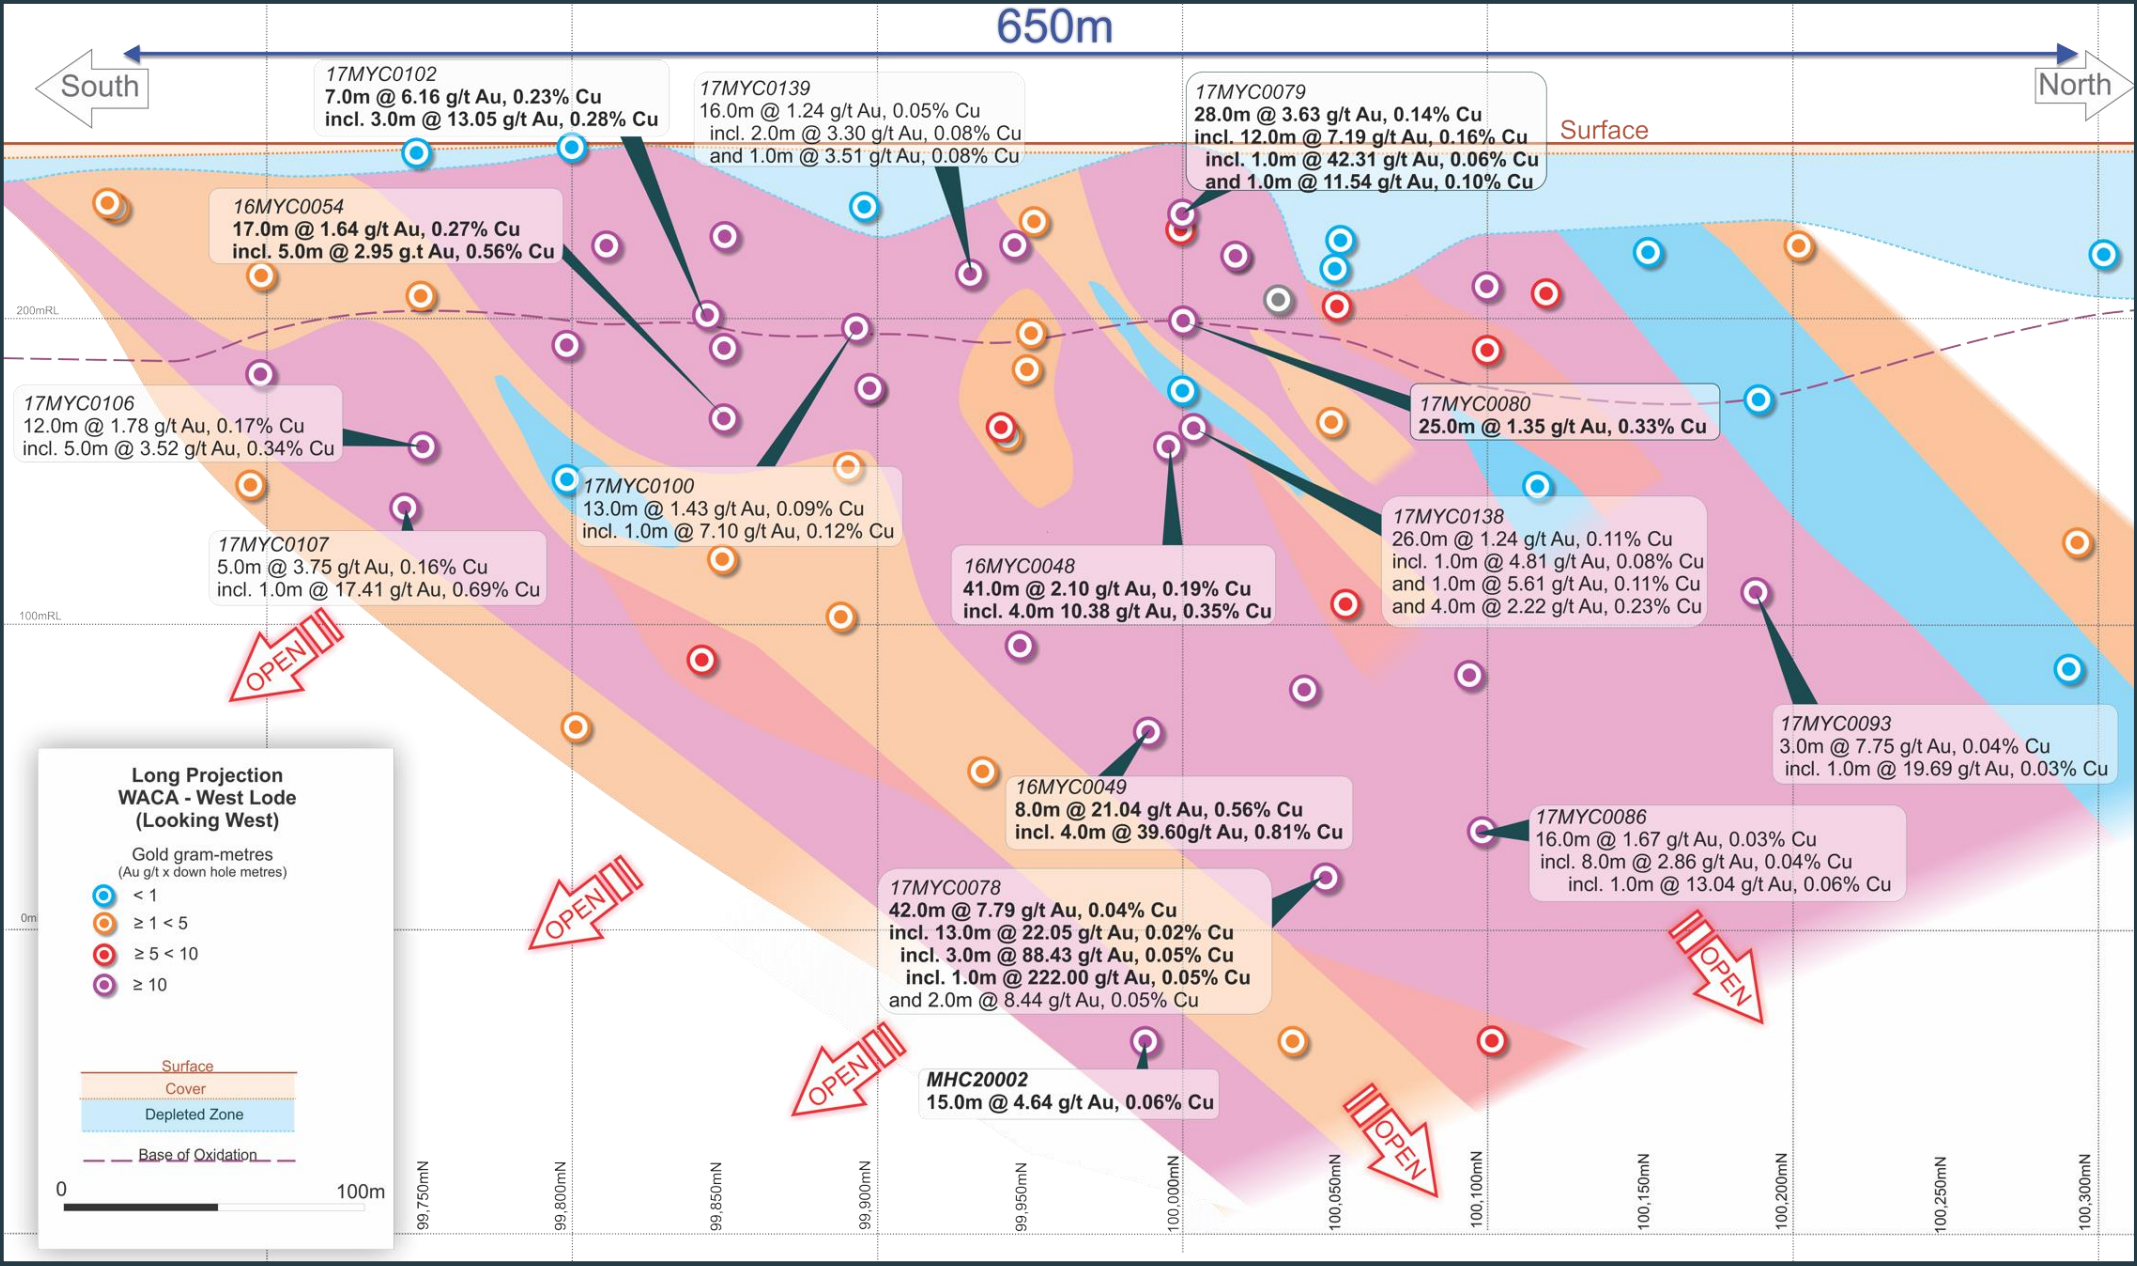 650m
South
North
Surface
17MYC0102
7.0m @ 6.16 g/t Au, 0.23% Cu
incl. 3.0m @ 13.05 g/t Au, 0.28% Cu
17MYC0139
16.0m @ 1.24 g/t Au, 0.05% Cu
incl. 2.0m @ 3.30 g/t Au, 0.08% Cu
and 1.0m @ 3.51 g/t Au, 0.08% Cu
17MYC0079
28.0m @ 3.63 g/t Au, 0.14% Cu
incl. 12.0m @ 7.19 g/t Au, 0.16% Cu
incl. 1.0m @ 42.31 g/t Au, 0.06% Cu
and 1.0m @ 11.54 g/t Au, 0.10% Cu
16MYC0054
17.0m @ 1.64 g/t Au, 0.27% Cu
incl. 5.0m @ 2.95 g.t Au, 0.56% Cu
200mRL
17MYC0106
12.0m @ 1.78 g/t Au, 0.17% Cu
incl. 5.0m @ 3.52 g/t Au, 0.34% Cu
17MYC0080
25.0m @ 1.35 g/t Au, 0.33% Cu
17MYC0100
13.0m @ 1.43 g/t Au, 0.09% Cu
incl. 1.0m @ 7.10 g/t Au, 0.12% Cu
17MYC0138
26.0m @ 1.24 g/t Au, 0.11% Cu
incl. 1.0m @ 4.81 g/t Au, 0.08% Cu
and 1.0m @ 5.61 g/t Au, 0.11% Cu
and 4.0m @ 2.22 g/t Au, 0.23% Cu
17MYC0107
5.0m @ 3.75 g/t Au, 0.16% Cu
incl. 1.0m @ 17.41 g/t Au, 0.69% Cu
16MYC0048
41.0m @ 2.10 g/t Au, 0.19% Cu
incl. 4.0m 10.38 g/t Au, 0.35% Cu
100mRL
OPEN
17MYC0093
3.0m @ 7.75 g/t Au, 0.04% Cu
incl. 1.0m @ 19.69 g/t Au, 0.03% Cu
16MYC0049
8.0m @ 21.04 g/t Au, 0.56% Cu
incl. 4.0m @ 39.60g/t Au, 0.81% Cu
17MYC0086
16.0m @ 1.67 g/t Au, 0.03% Cu
incl. 8.0m @ 2.86 g/t Au, 0.04% Cu
incl. 1.0m @ 13.04 g/t Au, 0.06% Cu
17MYC0078
42.0m @ 7.79 g/t Au, 0.04% Cu
incl. 13.0m @ 22.05 g/t Au, 0.02% Cu
incl. 3.0m @ 88.43 g/t Au, 0.05% Cu
incl. 1.0m @ 222.00 g/t Au, 0.05% Cu
and 2.0m @ 8.44 g/t Au, 0.05% Cu
OPEN
OPEN
OPEN
OPEN
MHC20002
15.0m @ 4.64 g/t Au, 0.06% Cu
0m
Long Projection
WACA - West Lode
(Looking West)
Gold gram-metres
(Au g/t x down hole metres)
< 1
≥ 1 < 5
≥ 5 < 10
≥ 10
Surface
Cover
Depleted Zone
Base of Oxidation
0 100m
99,750mN
99,800mN
99,850mN
99,900mN
99,950mN
100,000mN
100,050mN
100,100mN
100,150mN
100,200mN
100,250mN
100,300mN